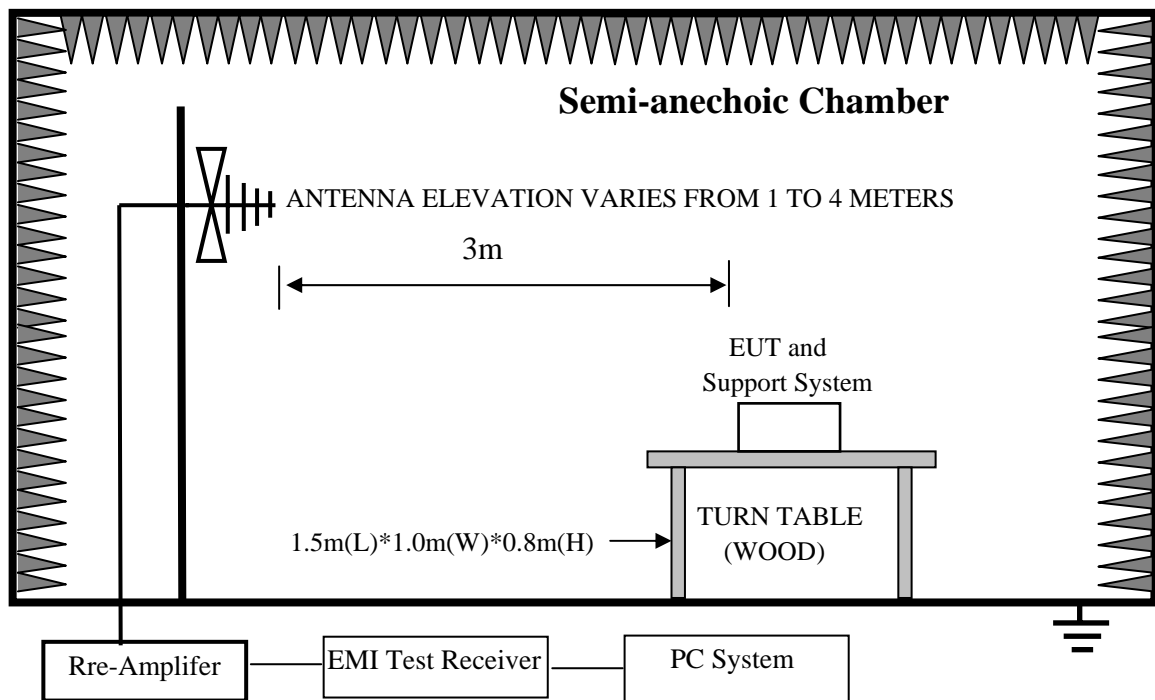 Semi-anechoic Chamber
ANTENNA ELEVATION VARIES FROM 1 TO 4 METERS
3m
EUT and
Support System
1.5m(L)*1.0m(W)*0.8m(H)
TURN TABLE
(WOOD)
Rre-Amplifer
EMI Test Receiver
PC System